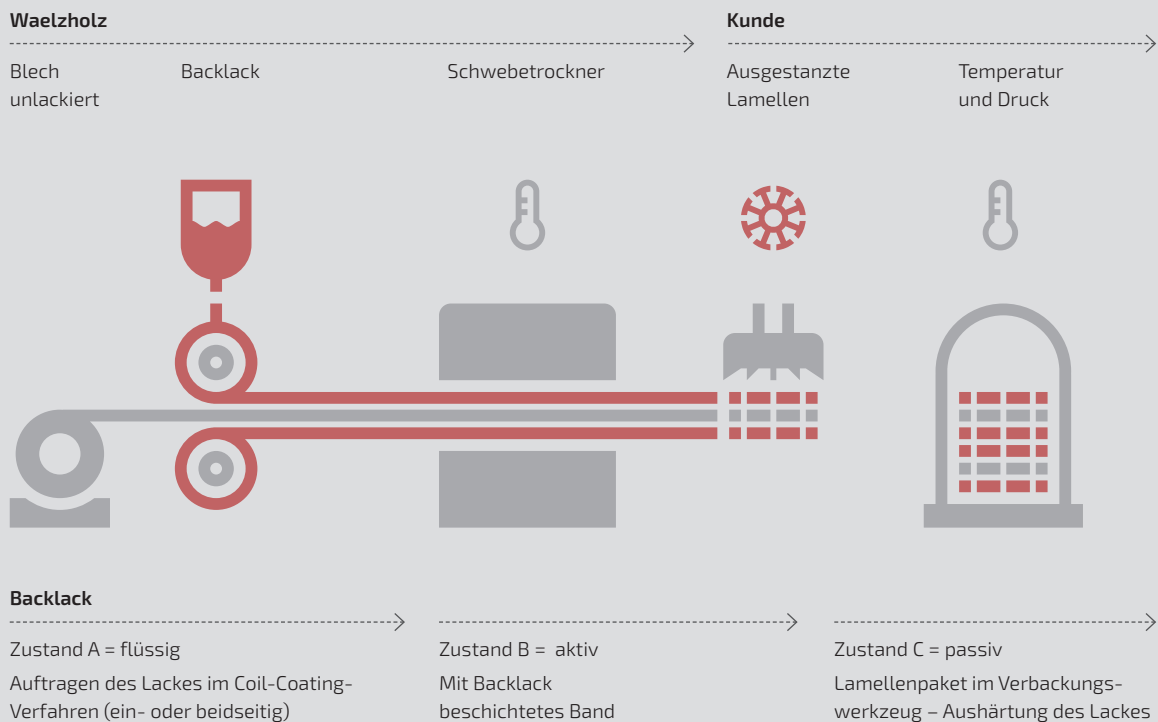 Waelzholz
Kunde
Blech
unlackiert
Backlack
Schwebetrockner
Ausgestanzte
Lamellen
Temperatur
und Druck
Backlack
Zustand A = flüssig
Auftragen des Lackes im Coil-Coating-
Verfahren (ein- oder beidseitig)
Zustand B = aktiv
Mit Backlack
beschichtetes Band
Zustand C = passiv
Lamellenpaket im Verbackungs-
werkzeug – Aushärtung des Lackes